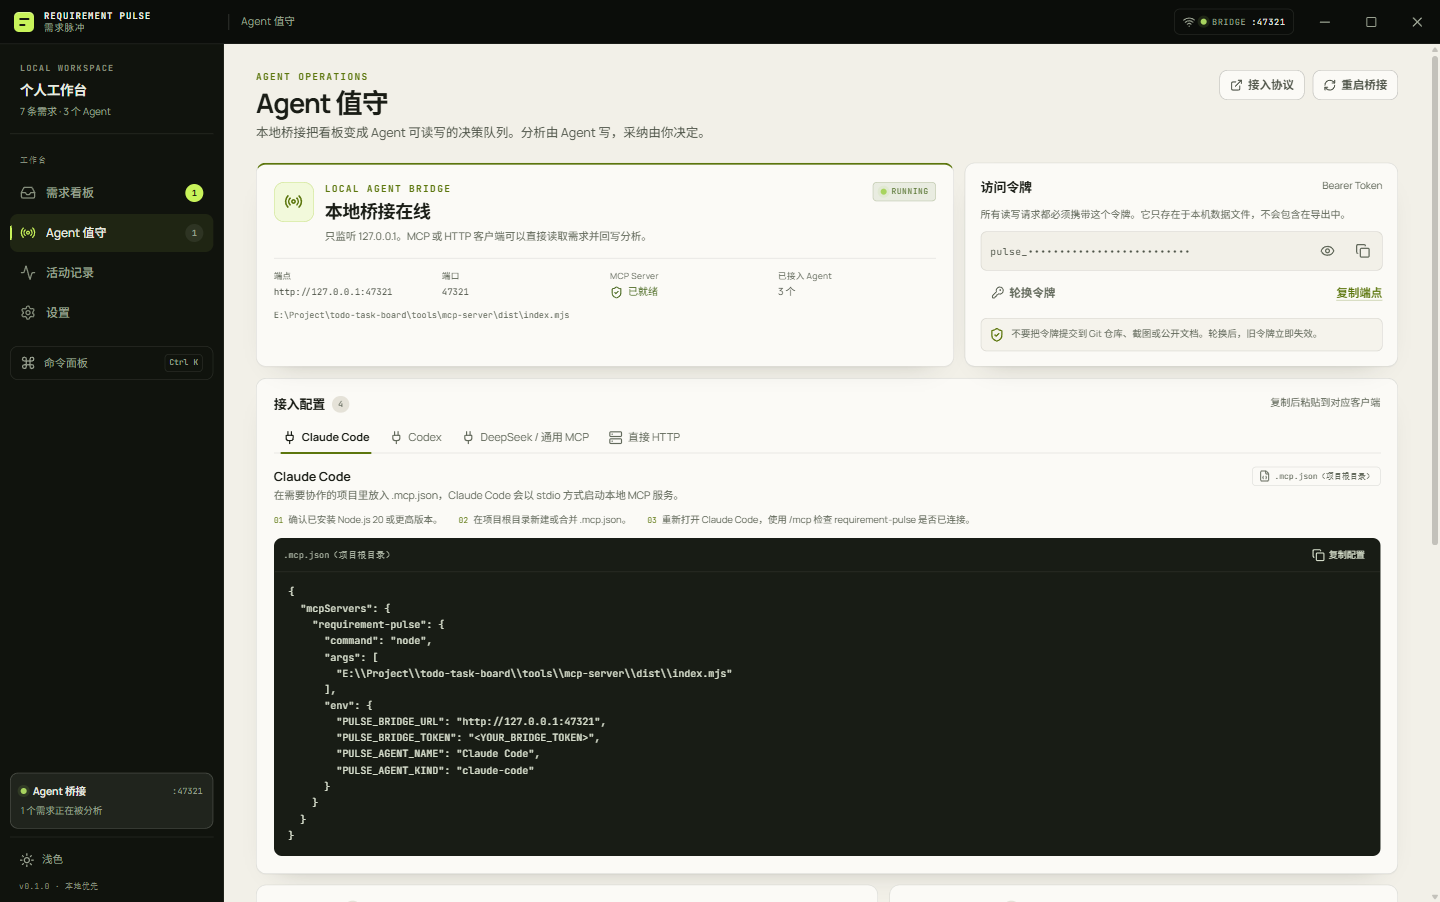 REQUIREMENT PULSE
需求脉冲
Agent 值守
BRIDGE :47321
LOCAL WORKSPACE
个人工作台
7 条需求 · 3 个 Agent
工作台
需求看板 1
Agent 值守 1
活动记录
设置
命令面板 Ctrl K
Agent 桥接 :47321
1 个需求正在被分析
浅色
v0.1.0 · 本地优先
AGENT OPERATIONS
Agent 值守
本地桥接把看板变成 Agent 可读写的决策队列。分析由 Agent 写，采纳由你决定。
接入协议
重启桥接
LOCAL AGENT BRIDGE
本地桥接在线
只监听 127.0.0.1。MCP 或 HTTP 客户端可以直接读取需求并回写分析。
RUNNING
端点
http://127.0.0.1:47321
端口
47321
MCP Server
已就绪
已接入 Agent
3 个
E:\Project\todo-task-board\tools\mcp-server\dist\index.mjs
访问令牌
Bearer Token
所有读写请求都必须携带这个令牌。它只存在于本机数据文件，不会包含在导出中。
pulse_••••••••••••••••••••••••••
轮换令牌
复制端点
不要把令牌提交到 Git 仓库、截图或公开文档。轮换后，旧令牌立即失效。
接入配置 4
复制后粘贴到对应客户端
Claude Code
Codex
DeepSeek / 通用 MCP
直接 HTTP
Claude Code
.mcp.json（项目根目录）
在需要协作的项目里放入 .mcp.json，Claude Code 会以 stdio 方式启动本地 MCP 服务。
01 确认已安装 Node.js 20 或更高版本。
02 在项目根目录新建或合并 .mcp.json。
03 重新打开 Claude Code，使用 /mcp 检查 requirement-pulse 是否已连接。
.mcp.json（项目根目录）
复制配置
{
"mcpServers": {
"requirement-pulse": {
"command": "node",
"args": [
"E:\\Project\\todo-task-board\\tools\\mcp-server\\dist\\index.mjs"
],
"env": {
"PULSE_BRIDGE_URL": "http://127.0.0.1:47321",
"PULSE_BRIDGE_TOKEN": "<YOUR_BRIDGE_TOKEN>",
"PULSE_AGENT_NAME": "Claude Code",
"PULSE_AGENT_KIND": "claude-code"
}
}
}
}